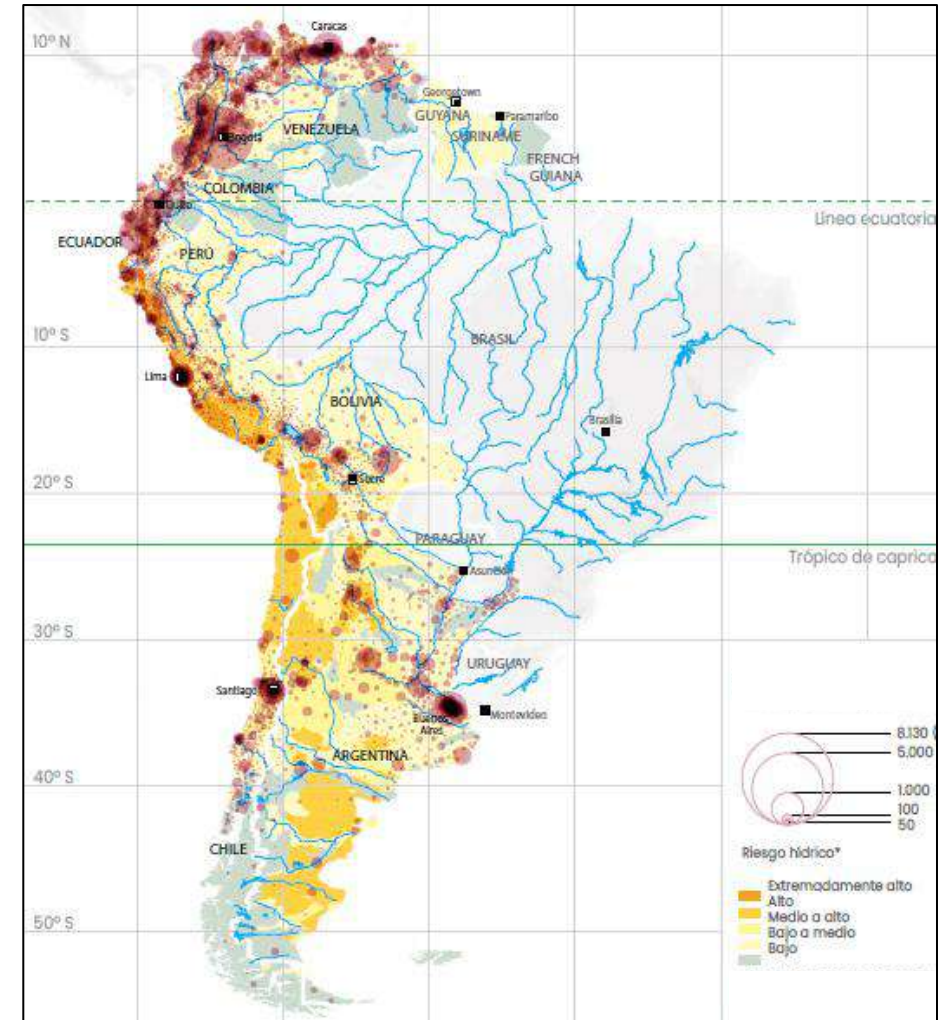 Caracas
10° N
Georgetown
GUYANA
Paramaribo
VENEZUELA
SURINAME
Bogotá
FRENCH
GUIANA
COLOMBIA
Quito
Línea ecuatoria
ECUADOR
PERÚ
10° S
BRASIL
Lima
BOLIVIA
Brasilia
Sucre
20° S
PARAGUAY
Trópico de caprico
Asunción
30° S
URUGUAY
Santiago
Buenos
Aires
Montevideo
ARGENTINA
8.130 (
5.000
40° S
1.000
100
50
CHILE
Riesgo hídrico*
Extremadamente alto
Alto
Medio a alto
Bajo a medio
Bajo
50° S